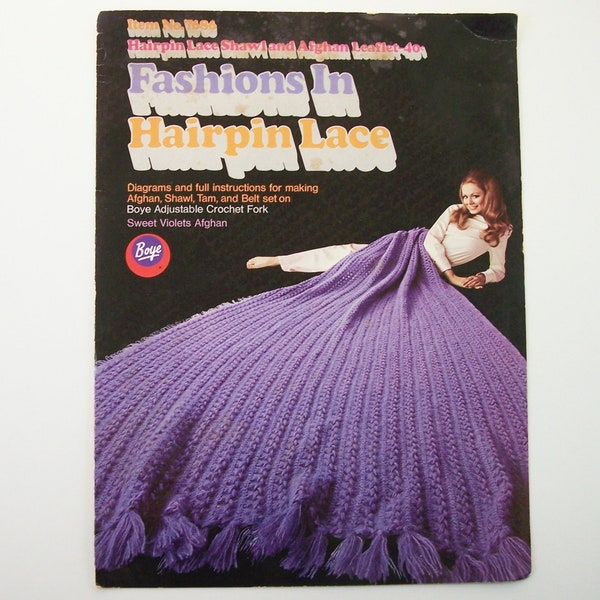 Item No.
Hairpin Lace Shawl and Afghan Leaflet-40¢
Fashions In
Hairpin Lace
Diagrams and full instructions for making
Afghan, Shawl, Tam, and Belt set on
Boye Adjustable Crochet Fork
Sweet Violets Afghan
Boye